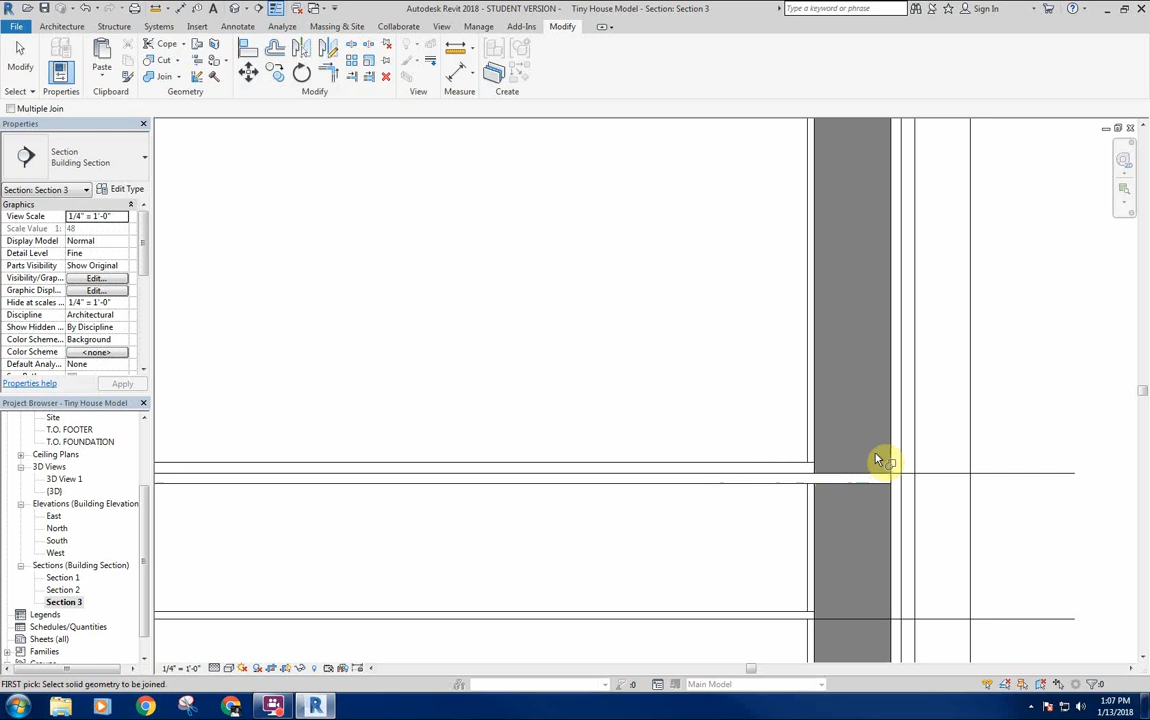 Autodesk Revit 2018 - STUDENT VERSION - Tiny House Model - Section: Section 3
Type a keyword or phrase
Sign In
File Architecture Structure Systems Insert Annotate Analyze Massing & Site Collaborate View Manage Add-Ins Modify
Modify
Paste
Cope
Cut
Join
Select Properties Clipboard Geometry Modify View Measure Create
Multiple Join
Properties
Section
Building Section
Section: Section 3 Edit Type
Graphics
View Scale 1/4" = 1'-0"
Scale Value 1: 48
Display Model Normal
Detail Level Fine
Parts Visibility Show Original
Visibility/Grap... Edit...
Graphic Displ... Edit...
Hide at scales ... 1/4" = 1'-0"
Discipline Architectural
Show Hidden ... By Discipline
Color Scheme... Background
Color Scheme <none>
Default Analy... None
Properties help Apply
Project Browser - Tiny House Model
Site
T.O. FOOTER
T.O. FOUNDATION
Ceiling Plans
3D Views
3D View 1
{3D}
Elevations (Building Elevation
East
North
South
West
Sections (Building Section)
Section 1
Section 2
Section 3
Legends
Schedules/Quantities
Sheets (all)
Families
1/4" = 1'-0"
FIRST pick: Select solid geometry to be joined.
:0
Main Model
:0
1:07 PM
1/13/2018